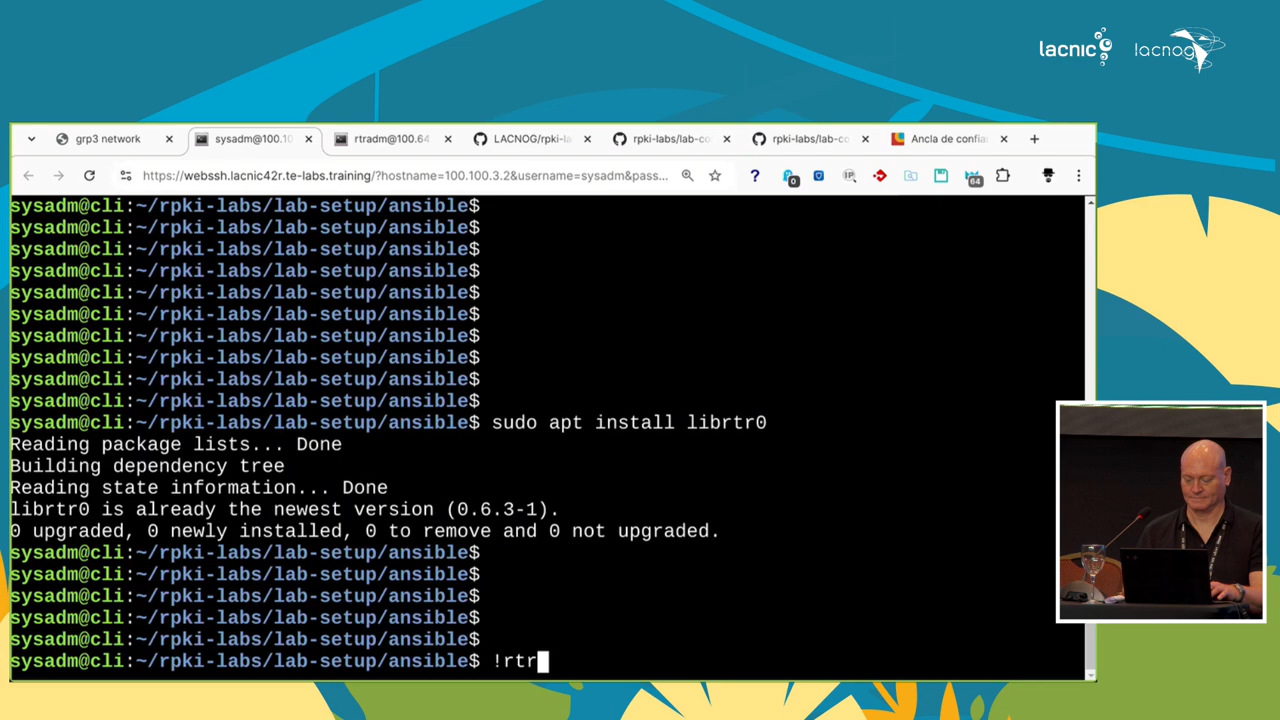 lacnic
lacnog
grp3 network
sysadm@100.10
rtradm@100.64
LACNOG/rpki-l
rpki-labs/lab-co
rpki-labs/lab-co
Ancla de confia
https://webssh.lacnic42r.te-labs.training/?hostname=100.100.3.2&username=sysadm&pass...
?
0
IP
64
sysadm@cli:~/rpki-labs/lab-setup/ansible$
sysadm@cli:~/rpki-labs/lab-setup/ansible$
sysadm@cli:~/rpki-labs/lab-setup/ansible$
sysadm@cli:~/rpki-labs/lab-setup/ansible$
sysadm@cli:~/rpki-labs/lab-setup/ansible$
sysadm@cli:~/rpki-labs/lab-setup/ansible$
sysadm@cli:~/rpki-labs/lab-setup/ansible$
sysadm@cli:~/rpki-labs/lab-setup/ansible$
sysadm@cli:~/rpki-labs/lab-setup/ansible$
sysadm@cli:~/rpki-labs/lab-setup/ansible$
sysadm@cli:~/rpki-labs/lab-setup/ansible$ sudo apt install librtr0
Reading package lists... Done
Building dependency tree
Reading state information... Done
librtr0 is already the newest version (0.6.3-1).
0 upgraded, 0 newly installed, 0 to remove and 0 not upgraded.
sysadm@cli:~/rpki-labs/lab-setup/ansible$
sysadm@cli:~/rpki-labs/lab-setup/ansible$
sysadm@cli:~/rpki-labs/lab-setup/ansible$
sysadm@cli:~/rpki-labs/lab-setup/ansible$
sysadm@cli:~/rpki-labs/lab-setup/ansible$
sysadm@cli:~/rpki-labs/lab-setup/ansible$ !rtr